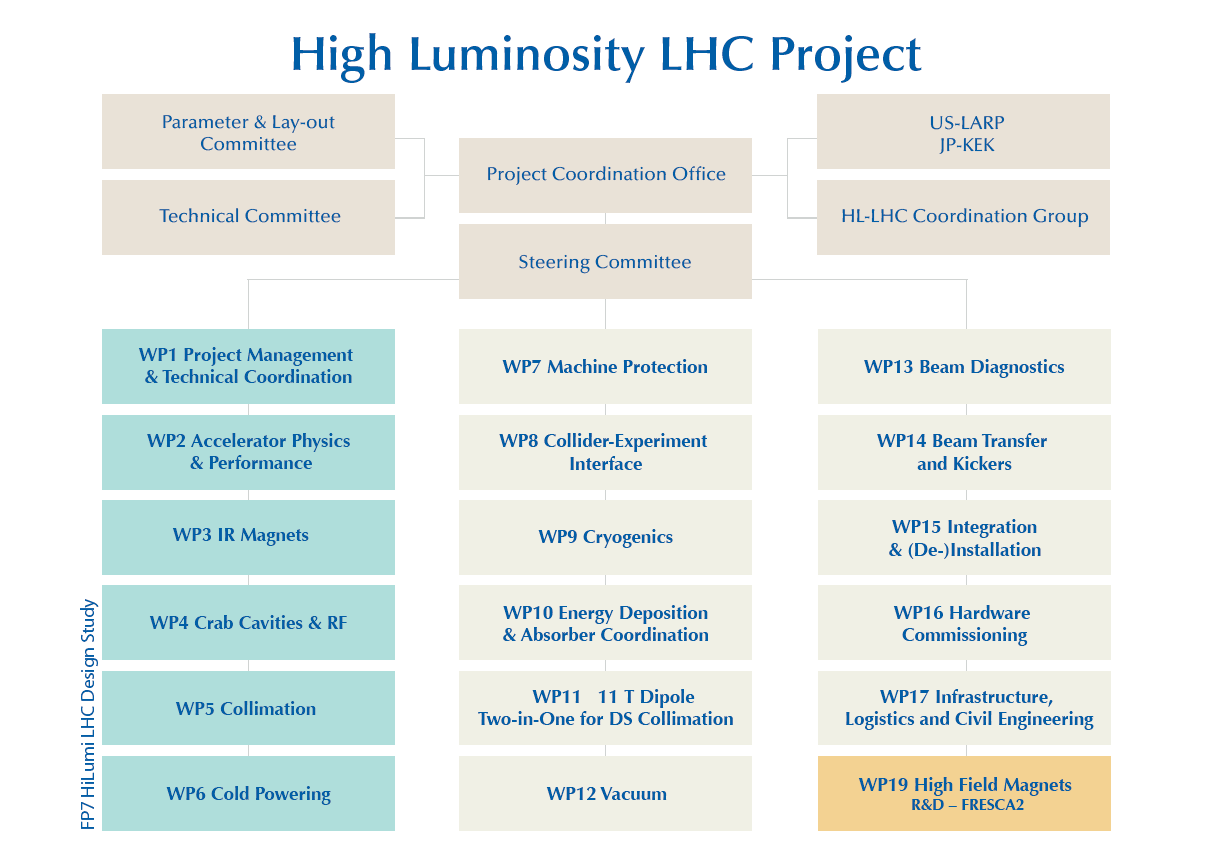 High Luminosity LHC Project
Parameter & Lay-out
Committee
Technical Committee
Project Coordination Office
Steering Committee
US-LARP
JP-KEK
HL-LHC Coordination Group
WP1 Project Management
& Technical Coordination
WP2 Accelerator Physics
& Performance
WP3 IR Magnets
WP4 Crab Cavities & RF
WP5 Collimation
WP6 Cold Powering
FP7 HiLumi LHC Design Study
WP7 Machine Protection
WP8 Collider-Experiment
Interface
WP9 Cryogenics
WP10 Energy Deposition
& Absorber Coordination
WP11 11 T Dipole
Two-in-One for DS Collimation
WP12 Vacuum
WP13 Beam Diagnostics
WP14 Beam Transfer
and Kickers
WP15 Integration
& (De-)Installation
WP16 Hardware
Commissioning
WP17 Infrastructure,
Logistics and Civil Engineering
WP19 High Field Magnets
R&D – FRESCA2